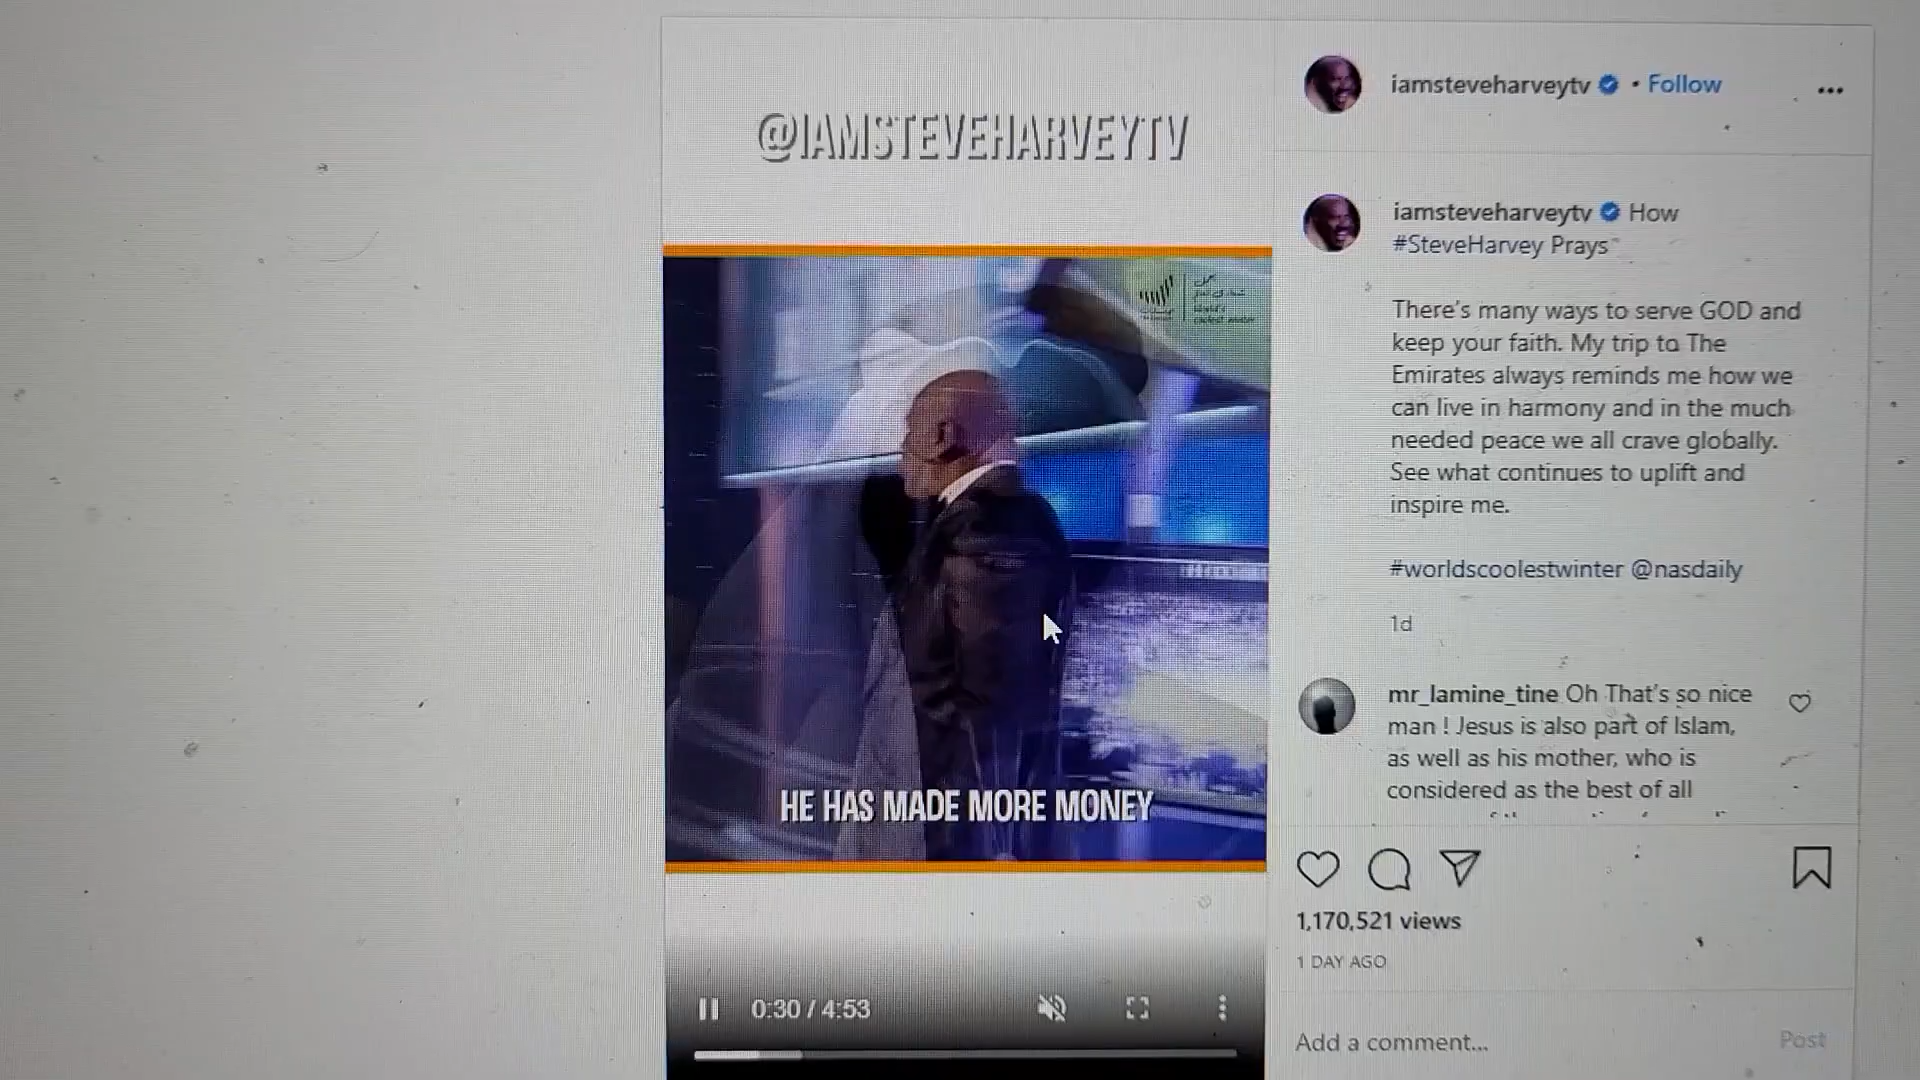 @IAMSTEVEHARVEYTV
HE HAS MADE MORE MONEY
0:30 / 4:53
iamsteveharveytv • Follow
iamsteveharveytv How
#SteveHarvey Prays
There's many ways to serve GOD and
keep your faith. My trip to The
Emirates always reminds me how we
can live in harmony and in the much
needed peace we all crave globally.
See what continues to uplift and
inspire me.
#worldscoolestwinter @nasdaily
1d
mr_lamine_tine Oh That's so nice
man ! Jesus is also part of Islam,
as well as his mother, who is
considered as the best of all
1,170,521 views
1 DAY AGO
Add a comment...
Post